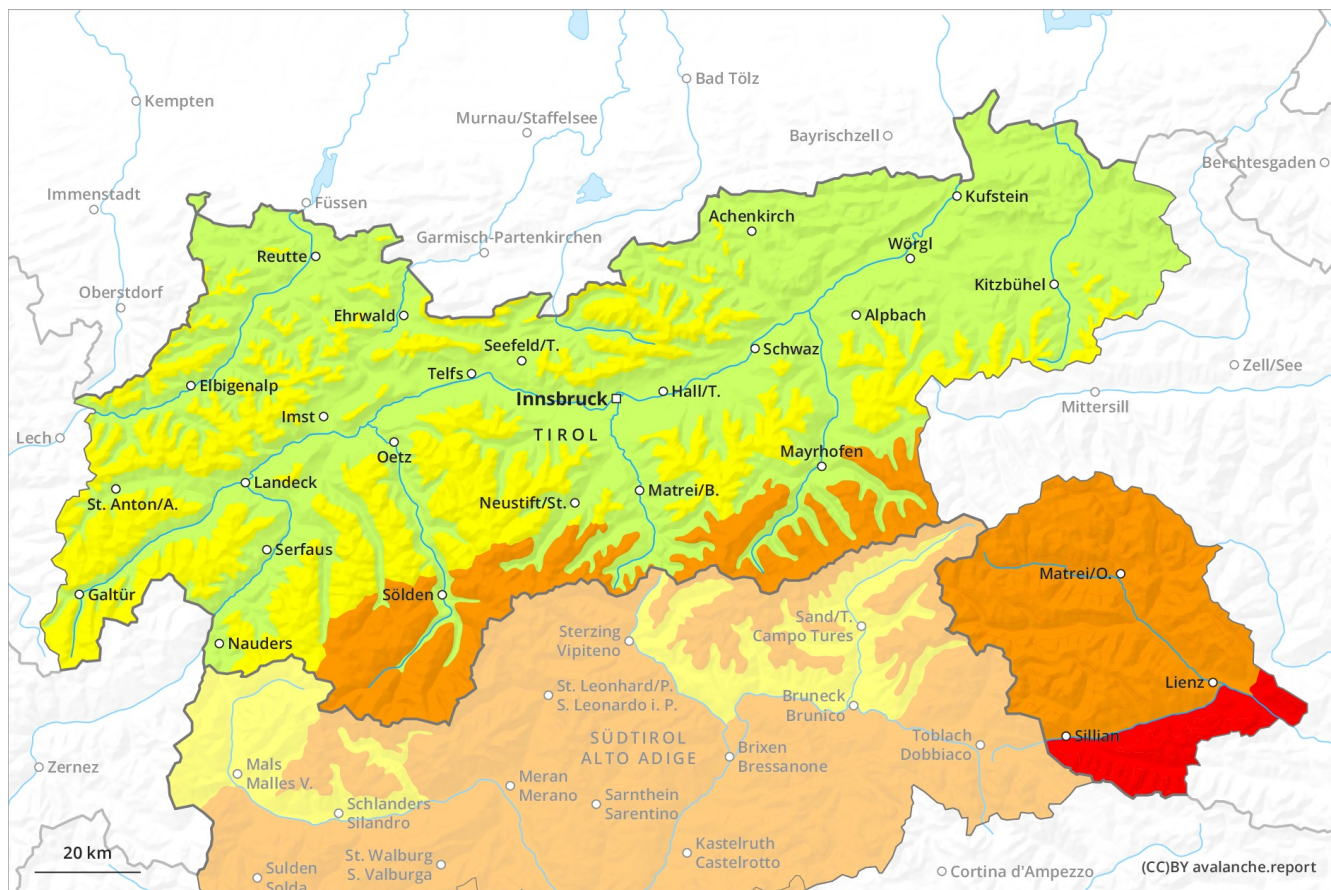 Bad Tölz
Kempten
Murnau/Staffelsee
Bayrischzell
Berchtesgaden
Immenstadt
Füssen
Kufstein
Achenkirch
Garmisch-Partenkirchen
Wörgl
Reutte
Kitzbühel
Oberstdorf
Ehrwald
Alpbach
Seefeld/T.
Schwaz
Zell/See
Telfs
Elbigenalp
Hall/T.
Innsbruck
Mittersill
Imst
TIROL
Lech
Mayrhofen
Oetz
Landeck
Matrei/B.
St. Anton/A.
Neustift/St.
Serfaus
Matrei/O.
Galtür
Sölden
Sand/T.
Campo Tures
Sterzing
Vipiteno
Nauders
Lienz
St. Leonhard/P.
S. Leonardo i. P.
Bruneck
Brunico
Sillian
SÜDTIROL
ALTO ADIGE
Toblach
Dobbiaco
Brixen
Bressanone
Zernez
Mals
Malles V.
Meran
Merano
Sarnthein
Sarentino
Schlanders
Silandro
Kastelruth
Castelrotto
20 km
St. Walburg
S. Valburga
Sulden
Solda
Cortina d'Ampezzo
(CC)BY avalanche.report